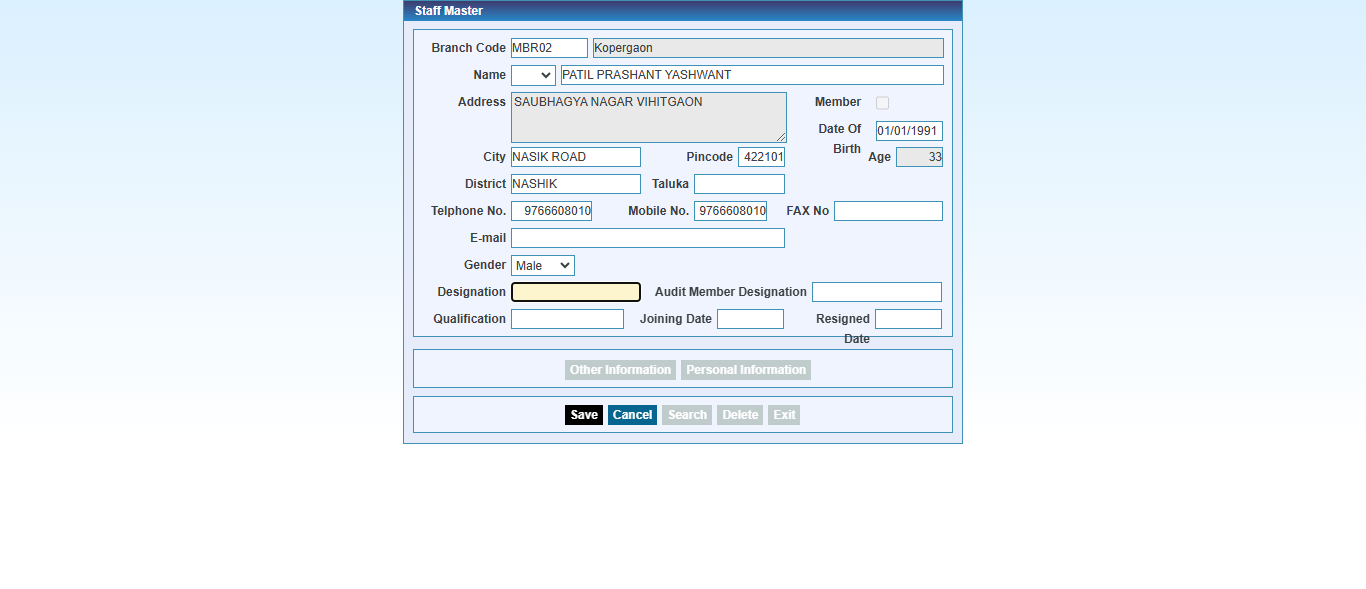 Staff Master
Branch Code MBR02 Kopergaon
Name PATIL PRASHANT YASHWANT
Address SAUBHAGYA NAGAR VIHITGAON Member
Date Of Birth 01/01/1991
City NASIK ROAD Pincode 422101 Age 33
District NASHIK Taluka
Telphone No. 9766608010 Mobile No. 9766608010 FAX No
E-mail
Gender Male
Designation Audit Member Designation
Qualification Joining Date Resigned Date
Other Information Personal Information
Save Cancel Search Delete Exit